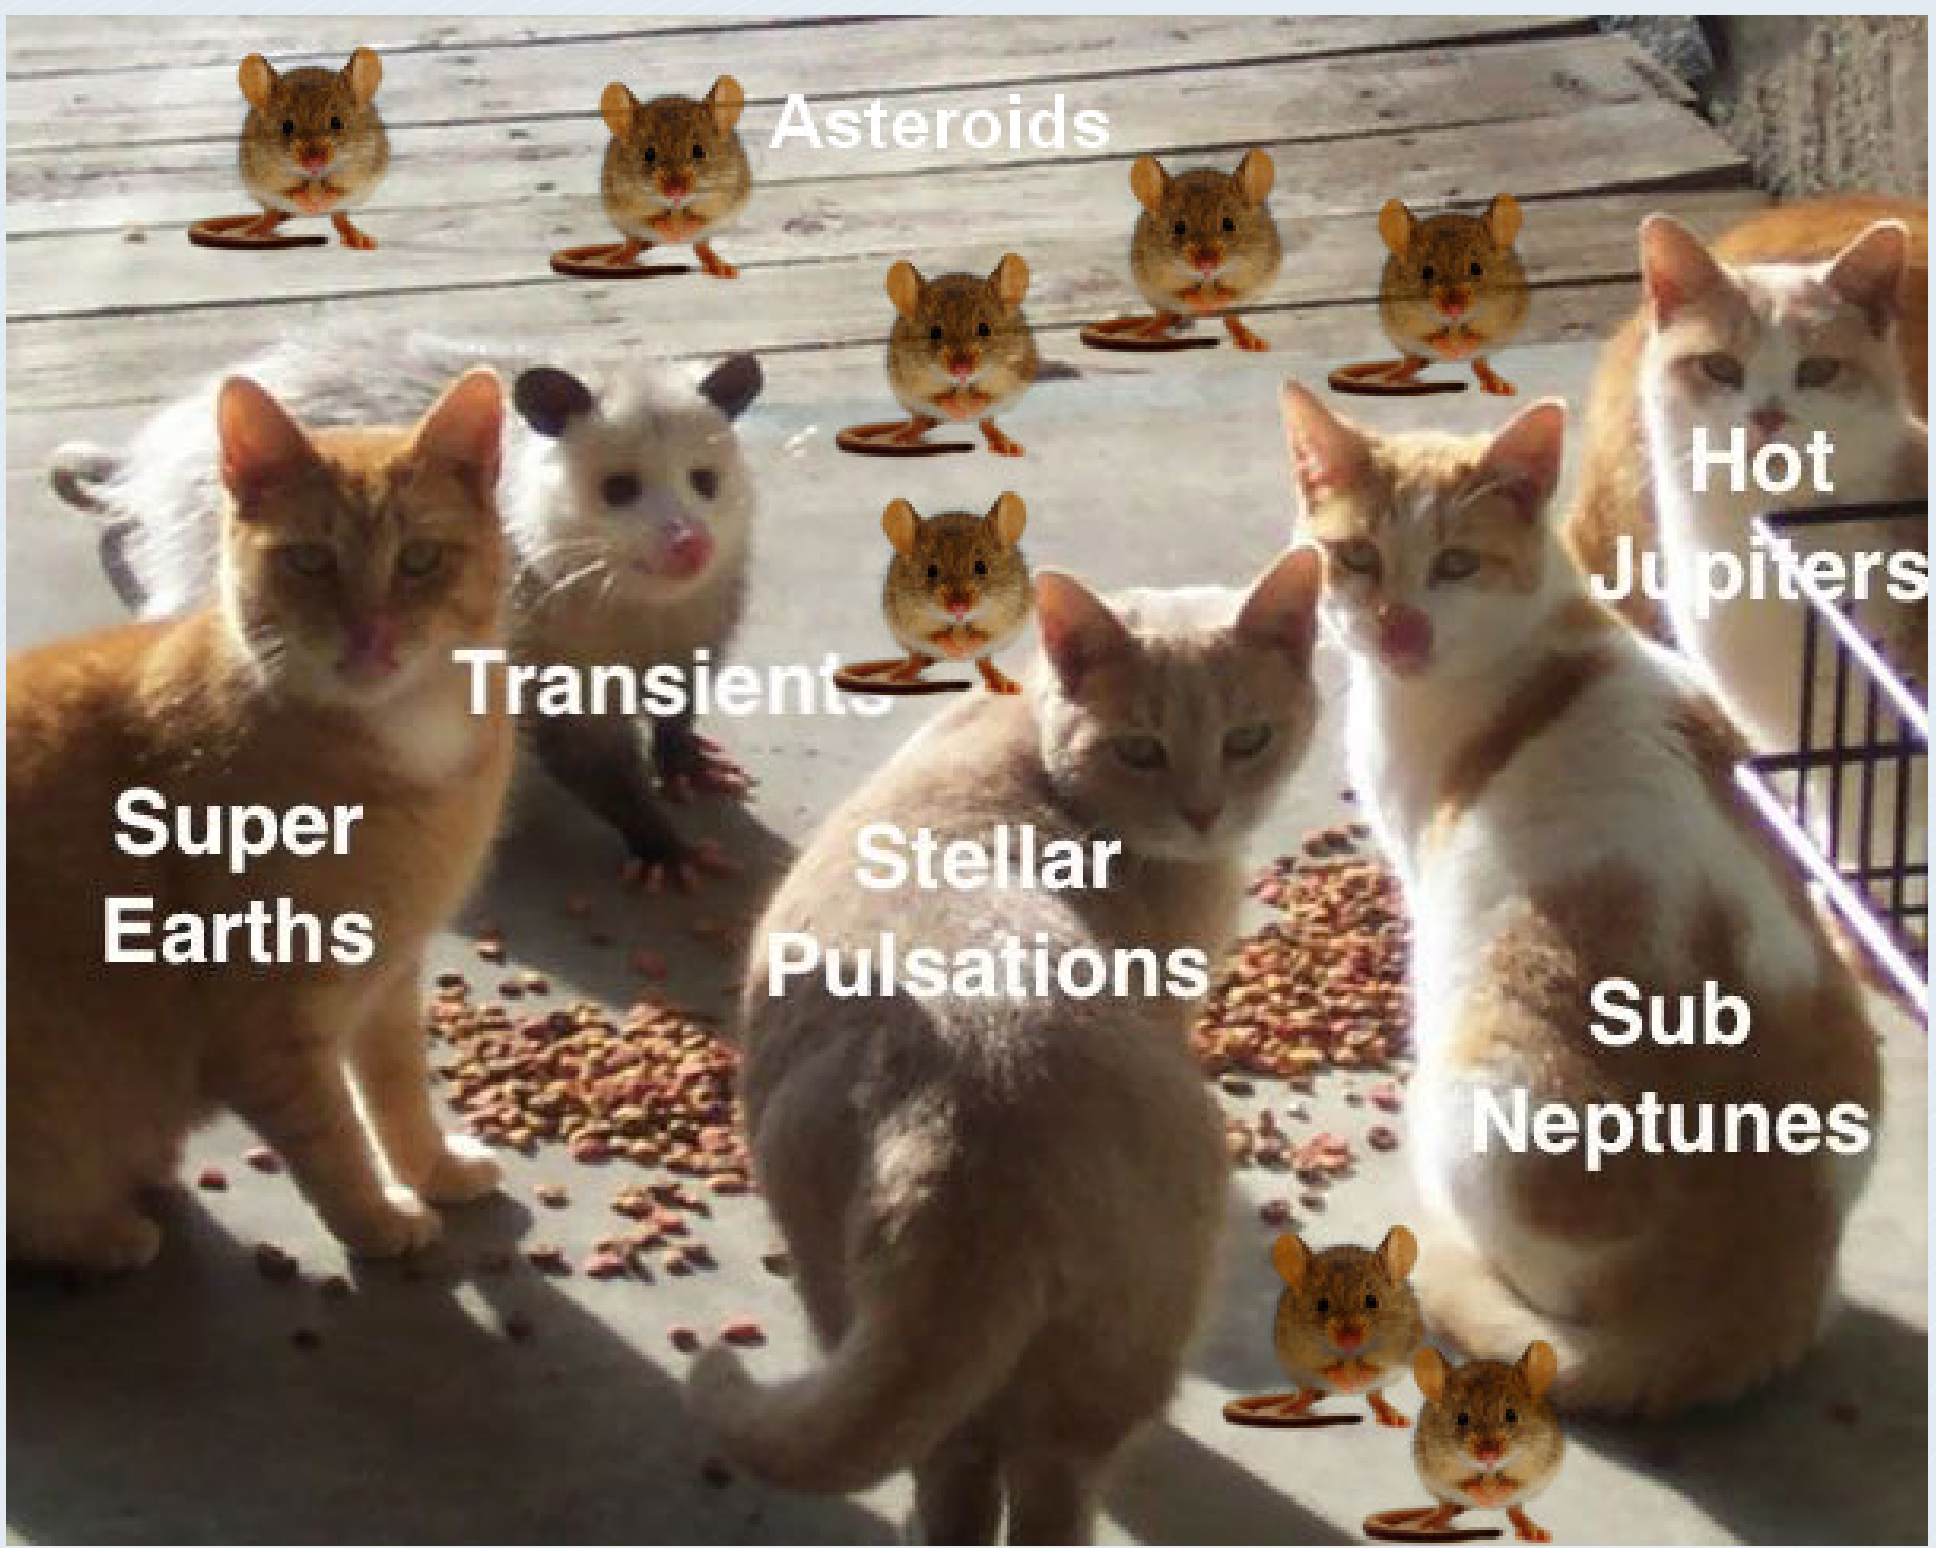 Asteroids
Hot
Jupiters
Transients
Super
Earths
Stellar
Pulsations
Sub
Neptunes